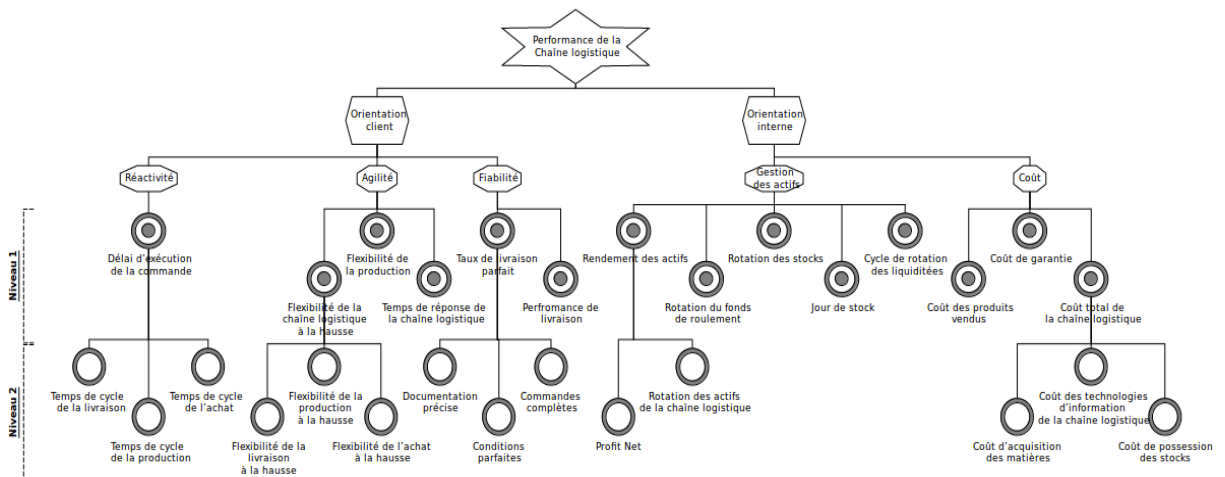 Performance de la
Chaîne logistique
Orientation
client
Orientation
interne
Réactivité
Agilité
Fiabilité
Gestion
des actifs
Coût
Niveau 1
Délai d'exécution
de la commande
Flexibilité de
la production
Taux de livraison
parfait
Rendement des actifs
Rotation des stocks
Cycle de rotation
des liquiditées
Coût de garantie
Flexibilité de la
chaîne logistique
à la hausse
Temps de réponse de
la chaîne logistique
Perfromance de
livraison
Rotation du fonds
de roulement
Jour de stock
Coût des produits
vendus
Coût total de
la chaîne logistique
Niveau 2
Temps de cycle
de la livraison
Temps de cycle
de l'achat
Flexibilité de la
production
à la hausse
Documentation
précise
Commandes
complètes
Rotation des actifs
de la chaîne logistique
Coût des technologies
d'information
de la chaîne logistique
Temps de cycle
de la production
Flexibilité de la
livraison
à la hausse
Flexibilité de l'achat
à la hausse
Conditions
parfaites
Profit Net
Coût d'acquisition
des matières
Coût de possession
des stocks